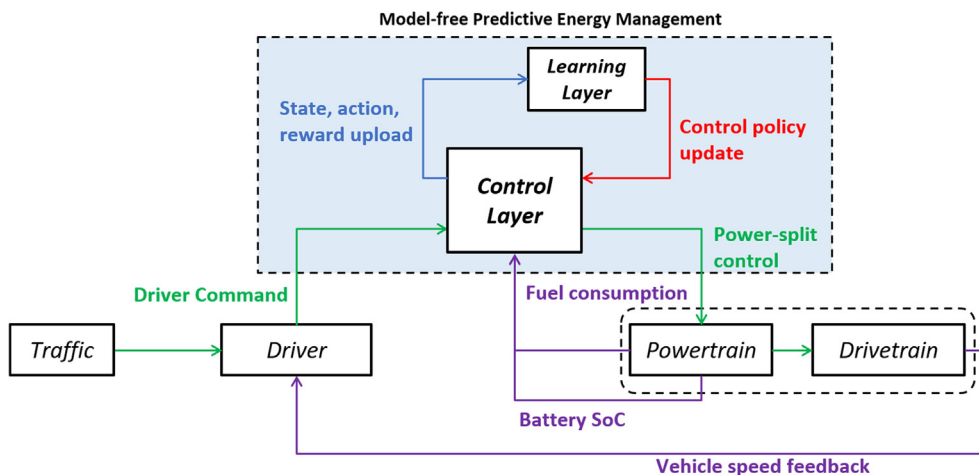 Model-free Predictive Energy Management
Learning
Layer
State, action,
reward upload
Control policy
update
Control
Layer
Power-split
control
Driver Command
Fuel consumption
Traffic
Driver
Powertrain
Drivetrain
Battery SoC
Vehicle speed feedback